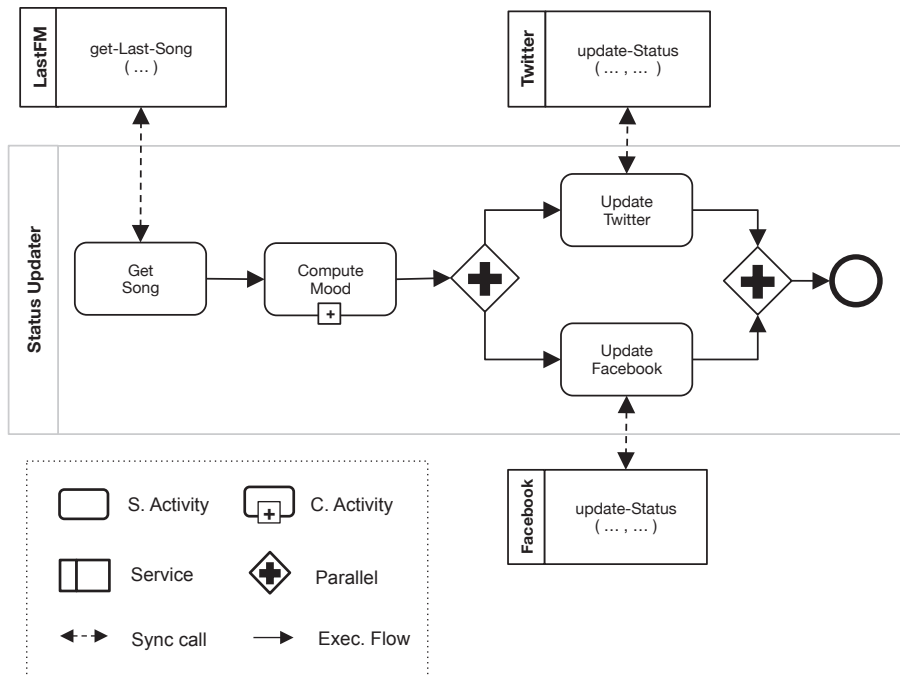 LastFM
get-Last-Song
( ... )
Twitter
update-Status
( ... , ... )
Status Updater
Get
Song
Compute
Mood
+
Update
Twitter
Update
Facebook
Facebook
update-Status
( ... , ... )
S. Activity
+
C. Activity
Service
Parallel
Sync call
Exec. Flow